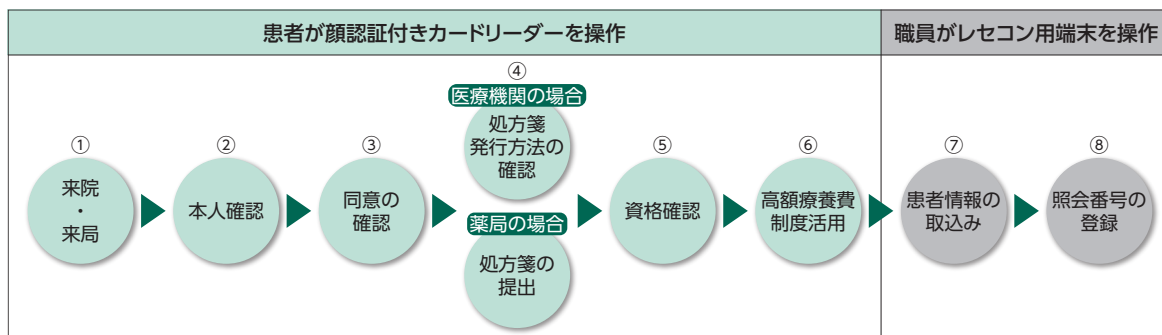 患者が顔認証付きカードリーダーを操作
職員がレセコン用端末を操作
①
来院
・
来局
②
本人確認
③
同意の
確認
④
医療機関の場合
処方箋
発行方法の
確認
薬局の場合
処方箋の
提出
⑤
資格確認
⑥
高額療養費
制度活用
⑦
患者情報の
取込み
⑧
照会番号の
登録